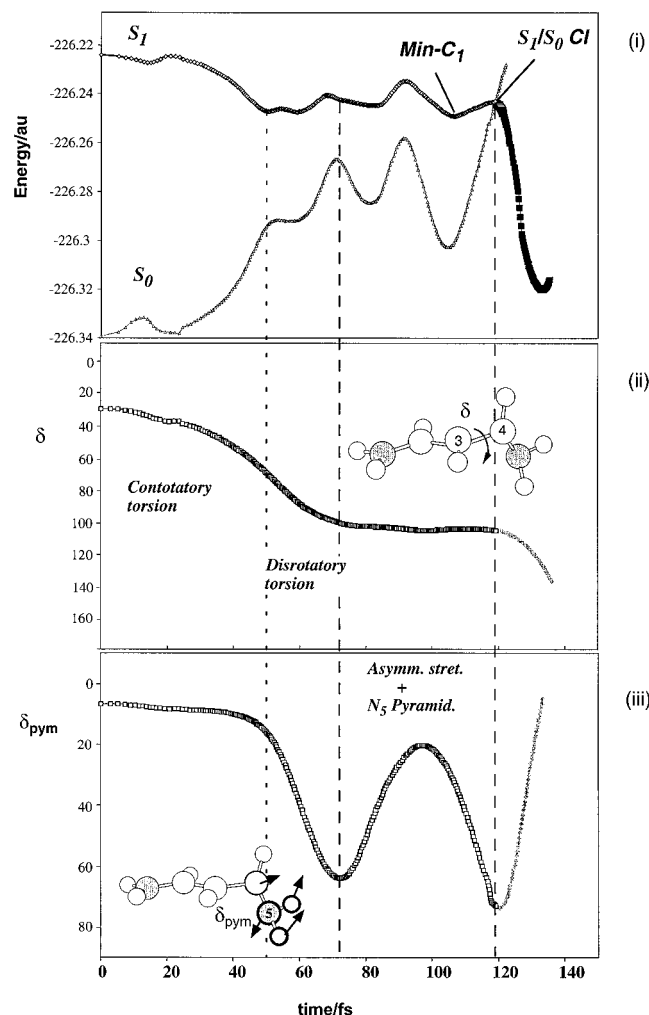 -226.22
S1
S1/S0 CI
(i)
Min-C1
-226.24
-226.26
Energy/au
-226.28
-226.3
S0
-226.32
-226.34
0
(ii)
20
δ
4
3
40
δ
60
80
Contotatory
torsion
100
120
Disrotatory
torsion
140
160
Asymm. stret.
+
N5 Pyramid.
0
(iii)
δpym
20
40
60
δpym
5
80
0 20 40 60 80 100 120 140
time/fs